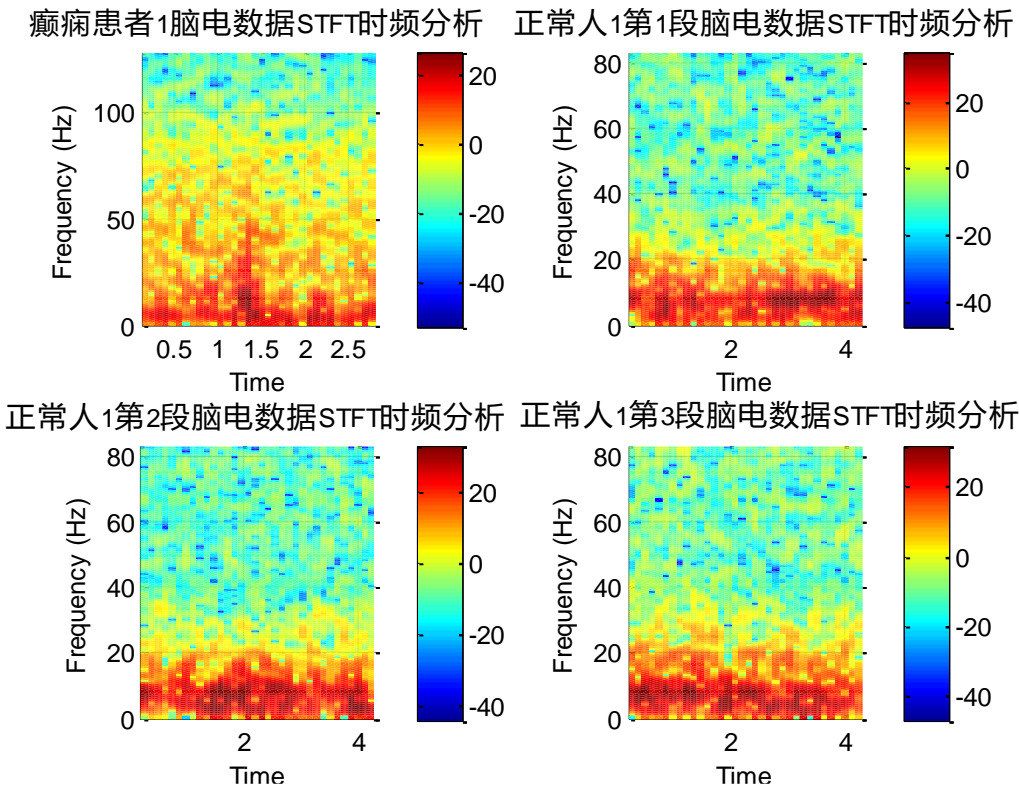 癫痫患者1脑电数据STFT时频分析
Frequency (Hz)
100
50
0
0.5 1 1.5 2 2.5
Time
20
0
-20
-40
正常人1第1段脑电数据STFT时频分析
Frequency (Hz)
80
60
40
20
0
2 4
Time
20
0
-20
-40
正常人1第2段脑电数据STFT时频分析
Frequency (Hz)
80
60
40
20
0
2 4
Time
20
0
-20
-40
正常人1第3段脑电数据STFT时频分析
Frequency (Hz)
80
60
40
20
0
2 4
Time
20
0
-20
-40